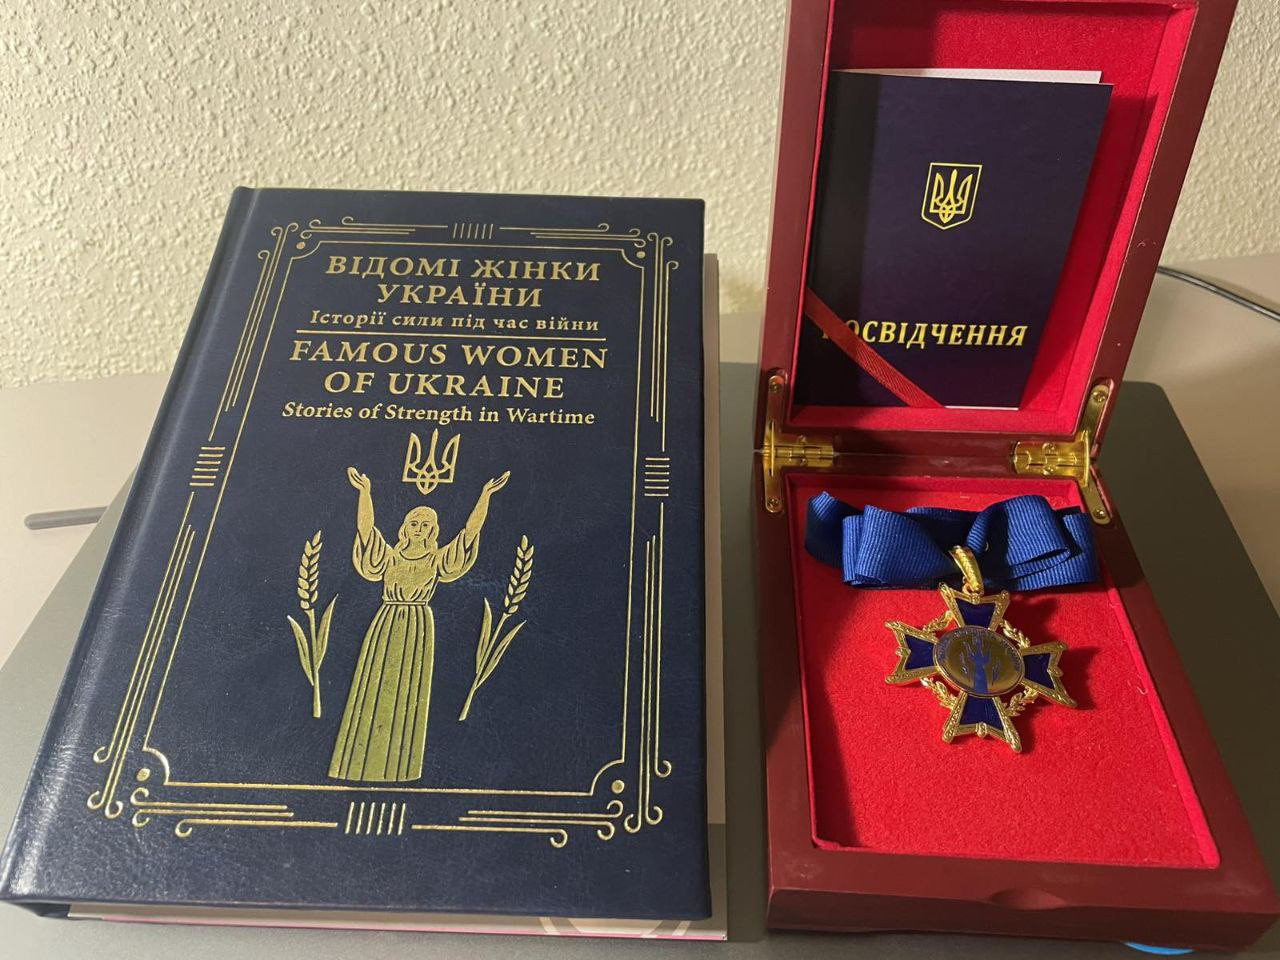 ВІДОМІ ЖІНКИ
УКРАЇНИ
Історії сили під час війни
FAMOUS WOMEN
OF UKRAINE
Stories of Strength in Wartime
ПОСВІДЧЕННЯ